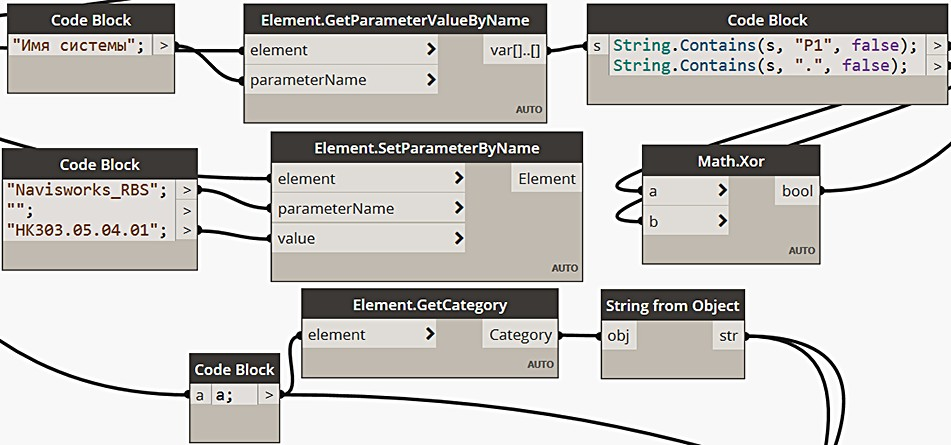 Code Block
"Имя системы"; >
Element.GetParameterValueByName
element > var[]..[]
parameterName >
AUTO
Code Block
s String.Contains(s, "P1", false); >
String.Contains(s, ".", false); >
Code Block
"Navisworks_RBS"; >
""; >
"НК303.05.04.01"; >
Element.SetParameterByName
element > Element
parameterName >
value >
AUTO
Math.Xor
a > bool
b >
AUTO
Element.GetCategory
element > Category
AUTO
String from Object
obj str
Code Block
a a; >